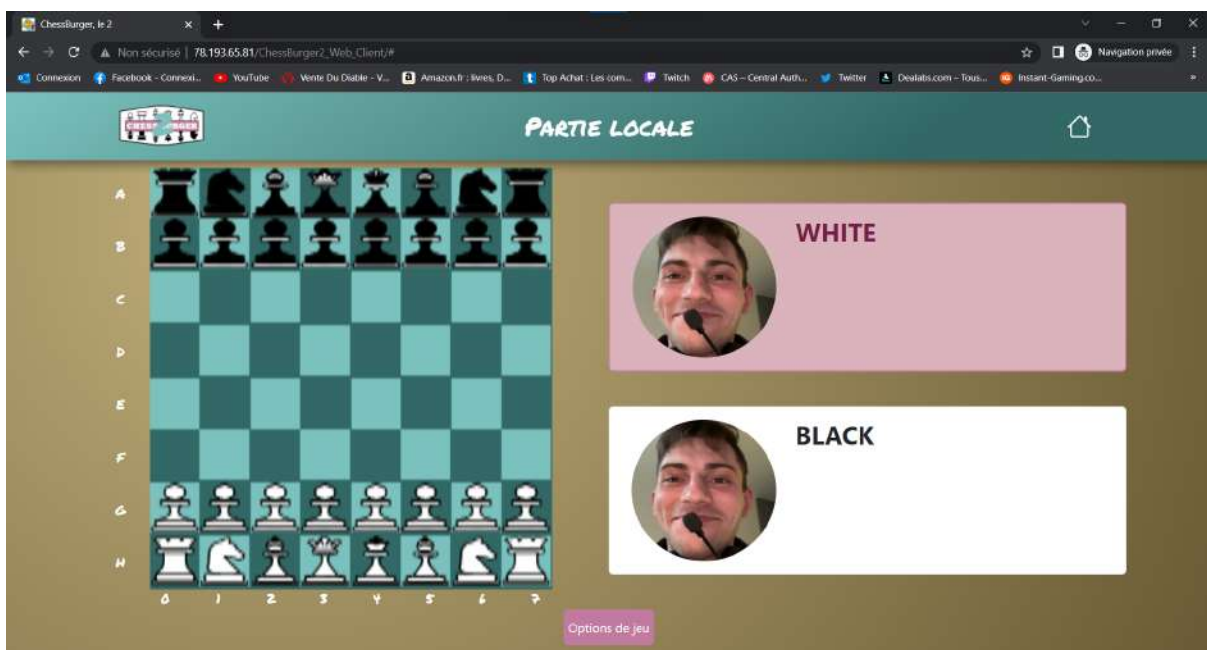 ChessBurger, le 2
Non sécurisé | 78.193.65.81/ChessBurger2_Web_Client/#
Navigation privée
Connexion
Facebook - Connexi...
YouTube
Vente Du Diable - V...
Amazon.fr : livres, D...
Top Achat : Les com...
Twitch
CAS – Central Auth...
Twitter
Dealabs.com – Tous...
Instant-Gaming.co...
CHESS BURGER
PARTIE LOCALE
A
B
C
D
E
F
G
H
0 1 2 3 4 5 6 7
WHITE
BLACK
Options de jeu